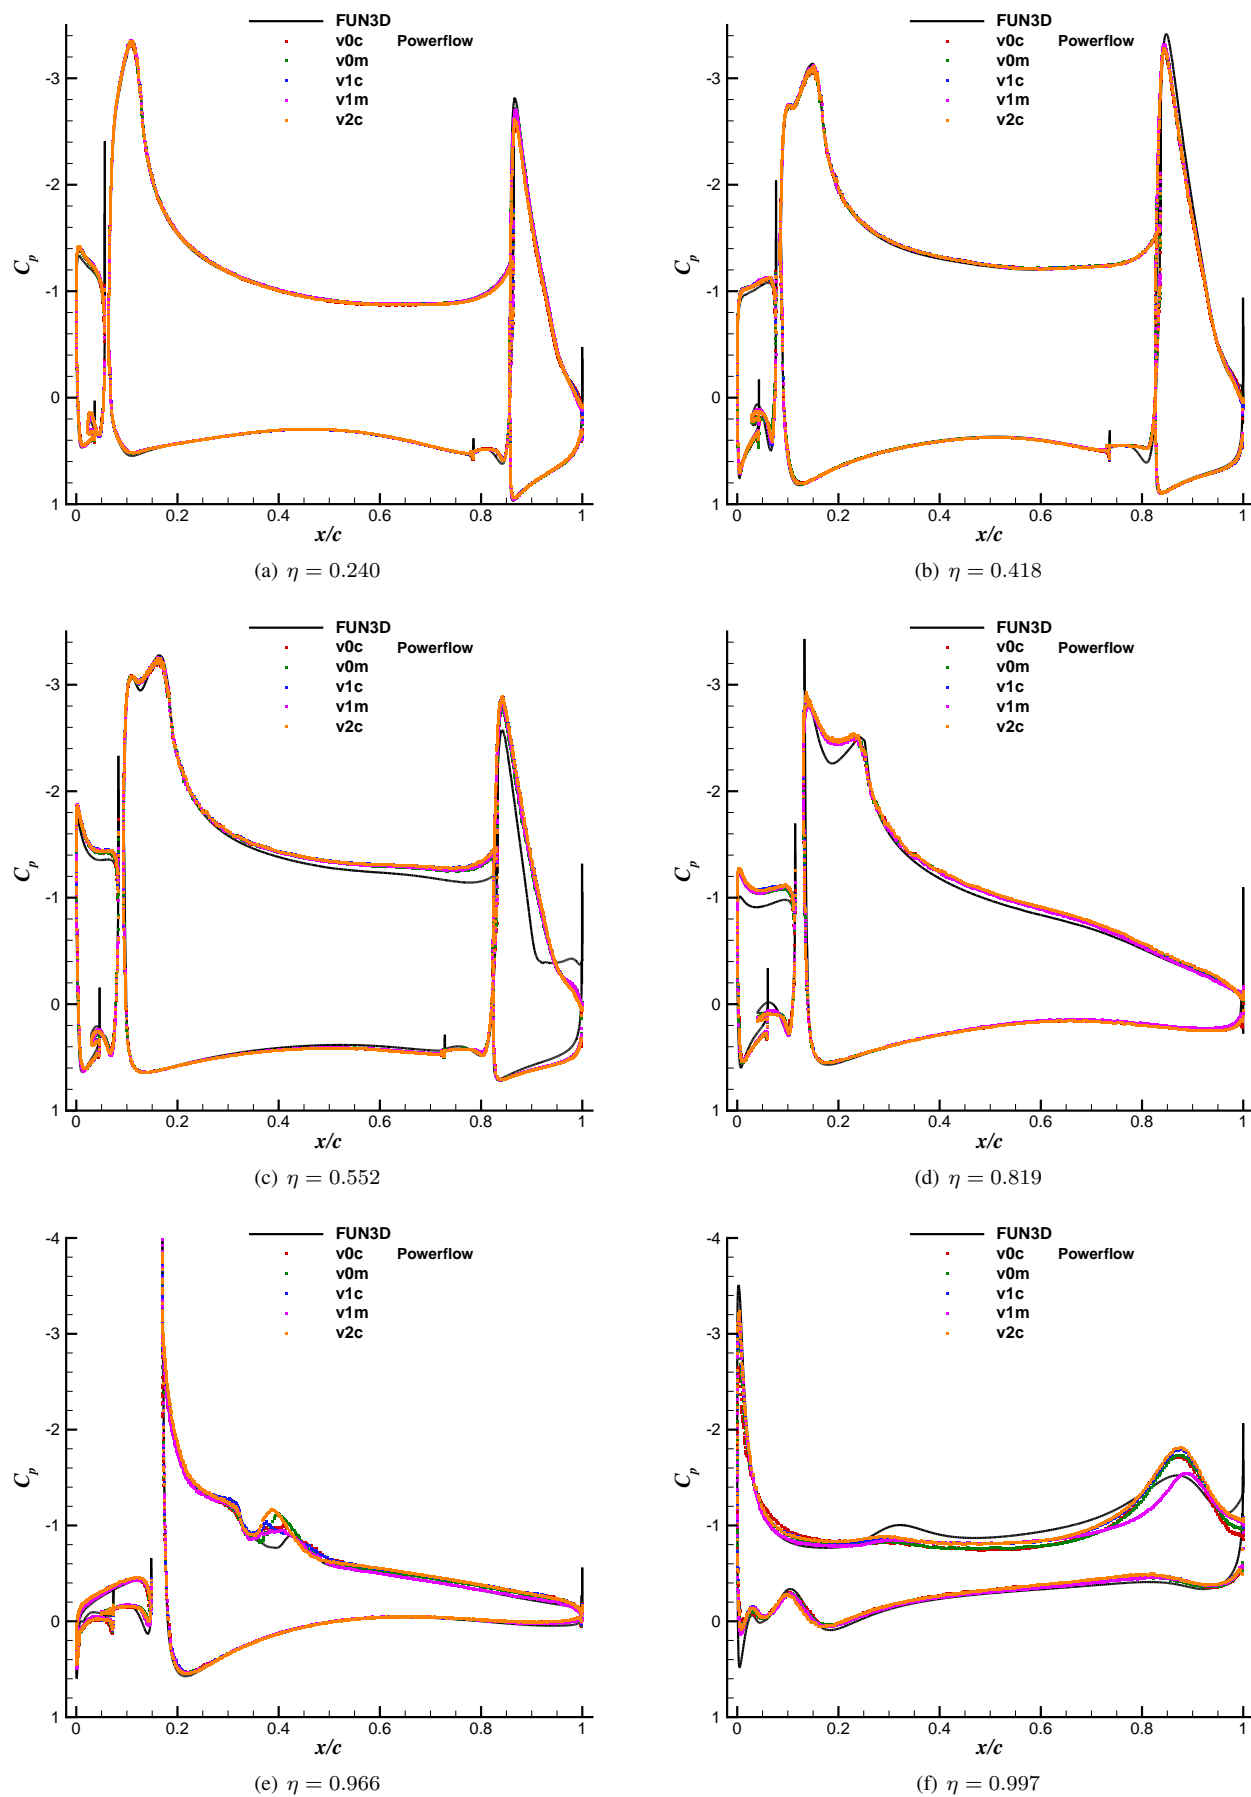 FUN3D
v0c Powerflow
v0m
v1c
v1m
v2c
-3
-2
-1
0
1
C_p
0 0.2 0.4 0.6 0.8 1
x/c
(a) η = 0.240
FUN3D
v0c Powerflow
v0m
v1c
v1m
v2c
-3
-2
-1
0
1
C_p
0 0.2 0.4 0.6 0.8 1
x/c
(b) η = 0.418
FUN3D
v0c Powerflow
v0m
v1c
v1m
v2c
-3
-2
-1
0
1
C_p
0 0.2 0.4 0.6 0.8 1
x/c
(c) η = 0.552
FUN3D
v0c Powerflow
v0m
v1c
v1m
v2c
-3
-2
-1
0
1
C_p
0 0.2 0.4 0.6 0.8 1
x/c
(d) η = 0.819
FUN3D
v0c Powerflow
v0m
v1c
v1m
v2c
-4
-3
-2
-1
0
1
C_p
0 0.2 0.4 0.6 0.8 1
x/c
(e) η = 0.966
FUN3D
v0c Powerflow
v0m
v1c
v1m
v2c
-4
-3
-2
-1
0
1
C_p
0 0.2 0.4 0.6 0.8 1
x/c
(f) η = 0.997